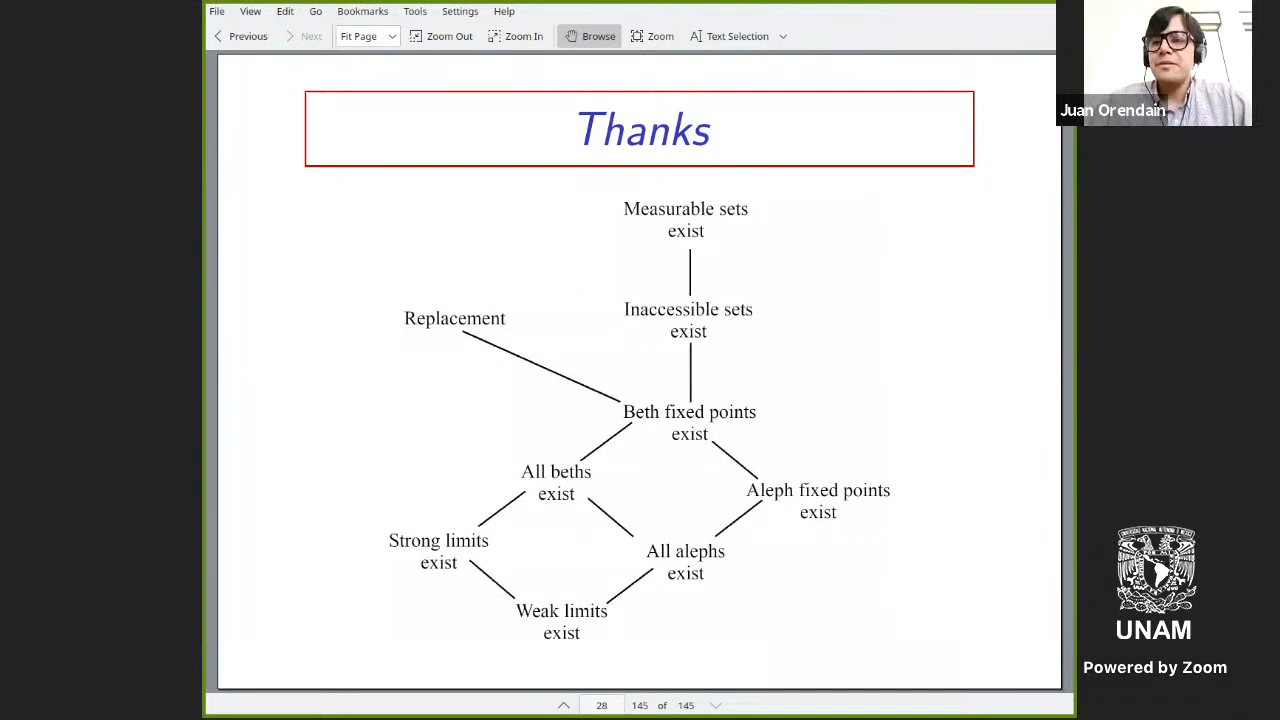 File View Edit Go Bookmarks Tools Settings Help
Previous Next Fit Page Zoom Out Zoom In Browse Zoom Text Selection
Juan Orendain
Thanks
Measurable sets
exist
Replacement
Inaccessible sets
exist
Beth fixed points
exist
All beths
exist
Aleph fixed points
exist
Strong limits
exist
All alephs
exist
Weak limits
exist
UNAM
Powered by Zoom
28 145 of 145